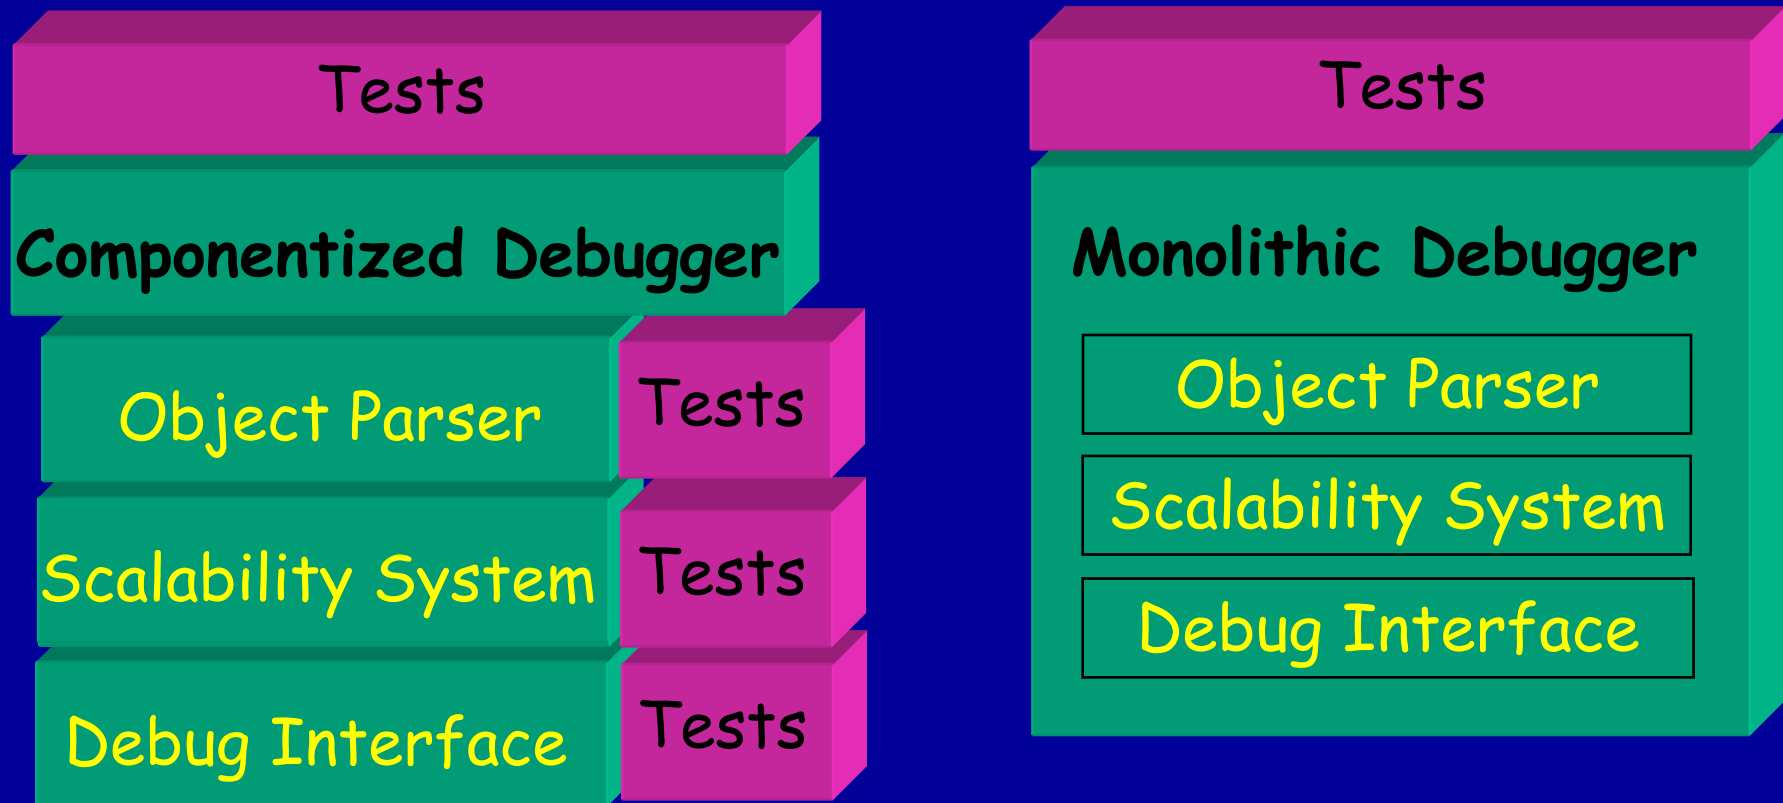 Tests
Componentized Debugger
Object Parser
Tests
Scalability System
Tests
Debug Interface
Tests
Tests
Monolithic Debugger
Object Parser
Scalability System
Debug Interface